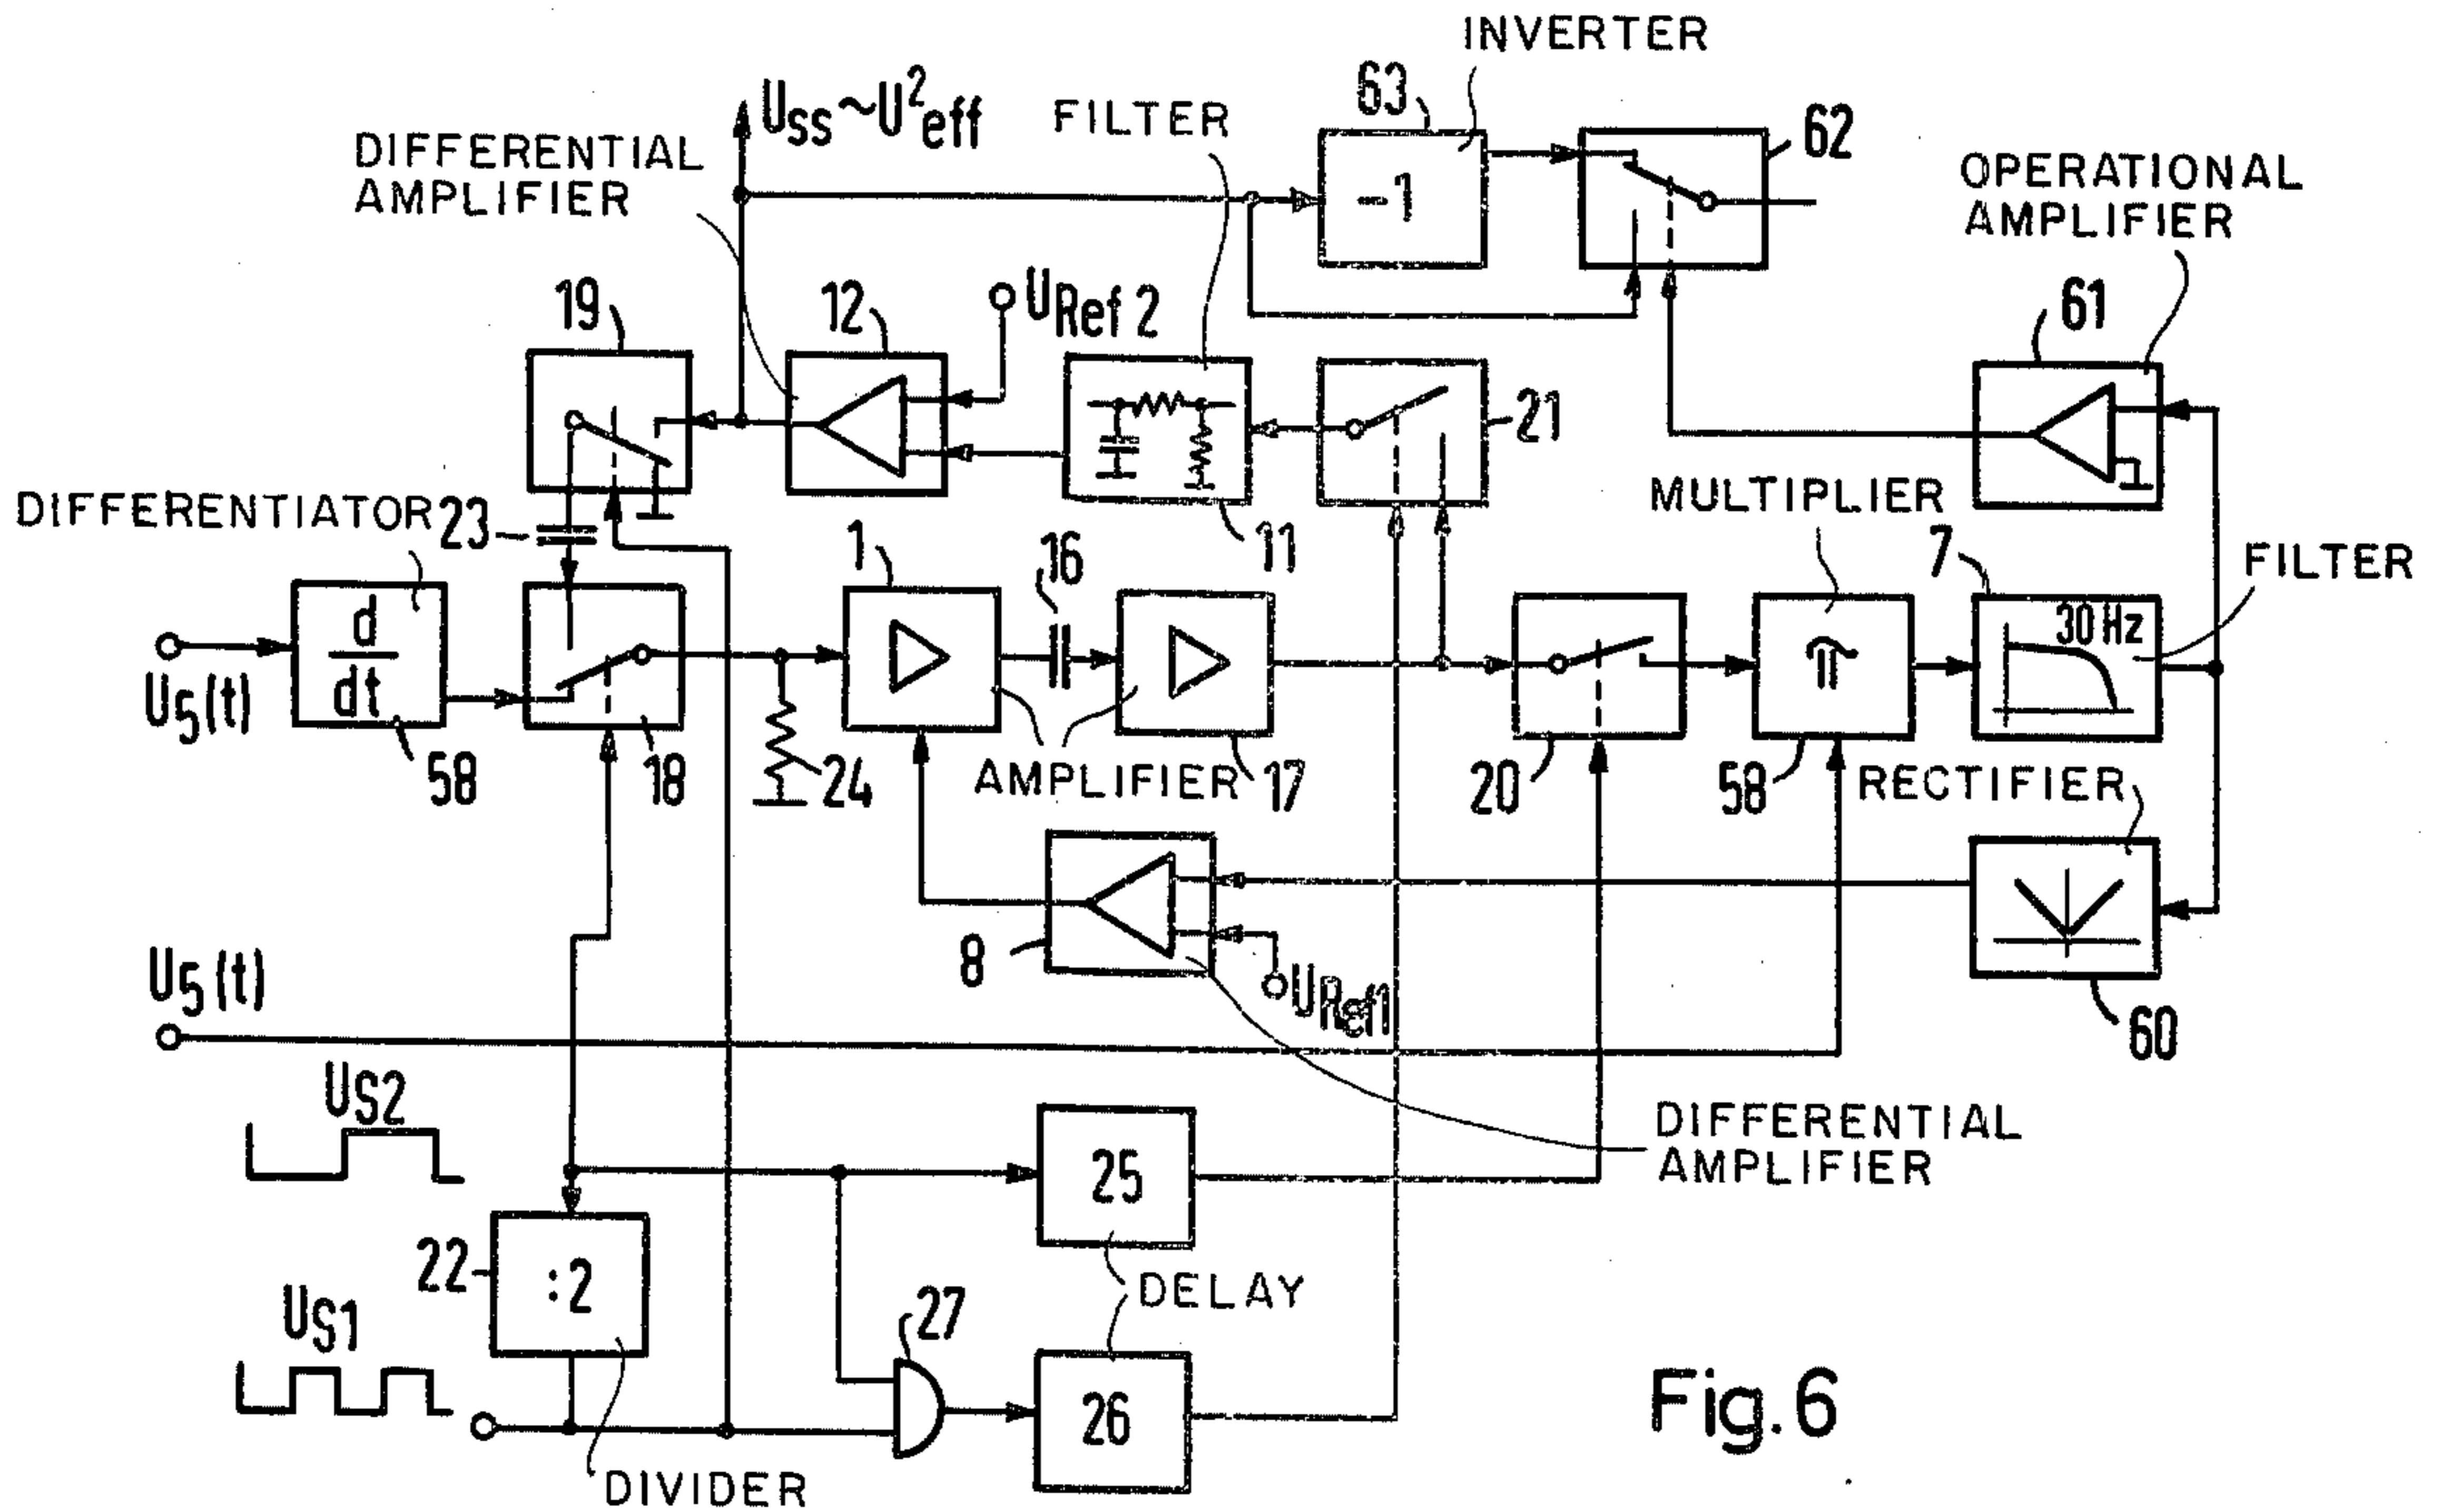 INVERTER
63
Uss~U²eff
FILTER
62
DIFFERENTIAL
AMPLIFIER
-1
OPERATIONAL
AMPLIFIER
19
12
URef 2
61
21
MULTIPLIER
DIFFERENTIATOR
23
1
16
11
7
FILTER
d
dt
30 Hz
π
U5(t)
58
18
24
AMPLIFIER
17
20
58
RECTIFIER
8
URef1
U5(t)
60
US2
DIFFERENTIAL
AMPLIFIER
25
22
:2
DELAY
US1
27
26
Fig. 6
DIVIDER